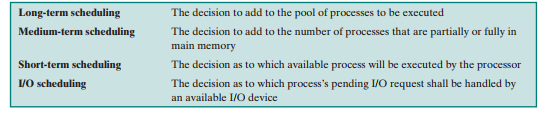 Long-term scheduling The decision to add to the pool of processes to be executed
Medium-term scheduling The decision to add to the number of processes that are partially or fully in
main memory
Short-term scheduling The decision as to which available process will be executed by the processor
I/O scheduling The decision as to which process's pending I/O request shall be handled by
an available I/O device